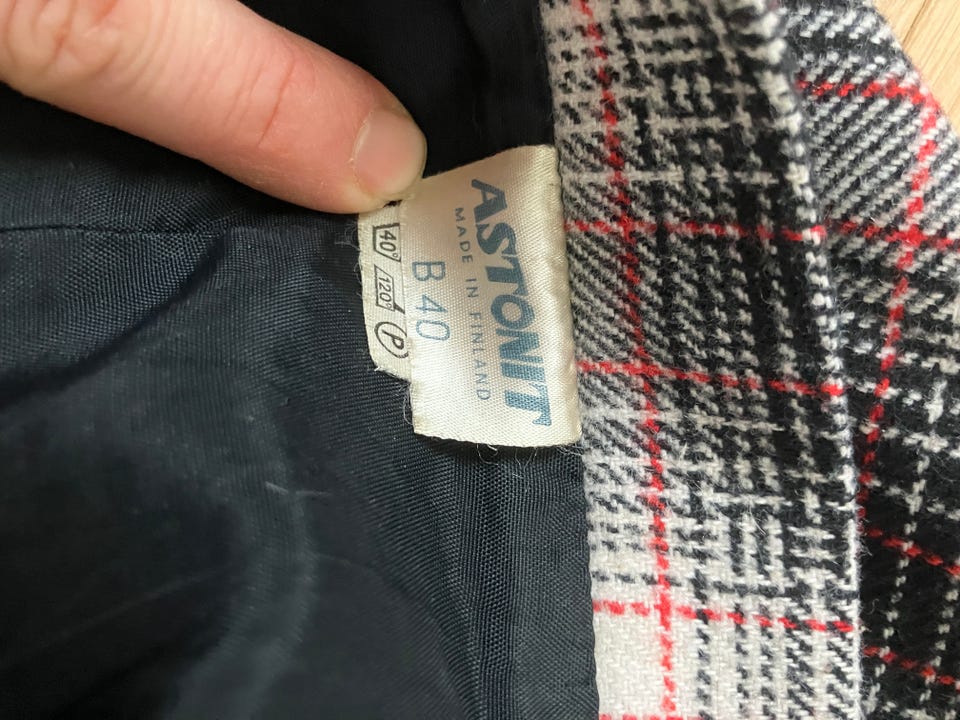 ASTONIT
MADE IN FINLAND
B 40
40° 120° P